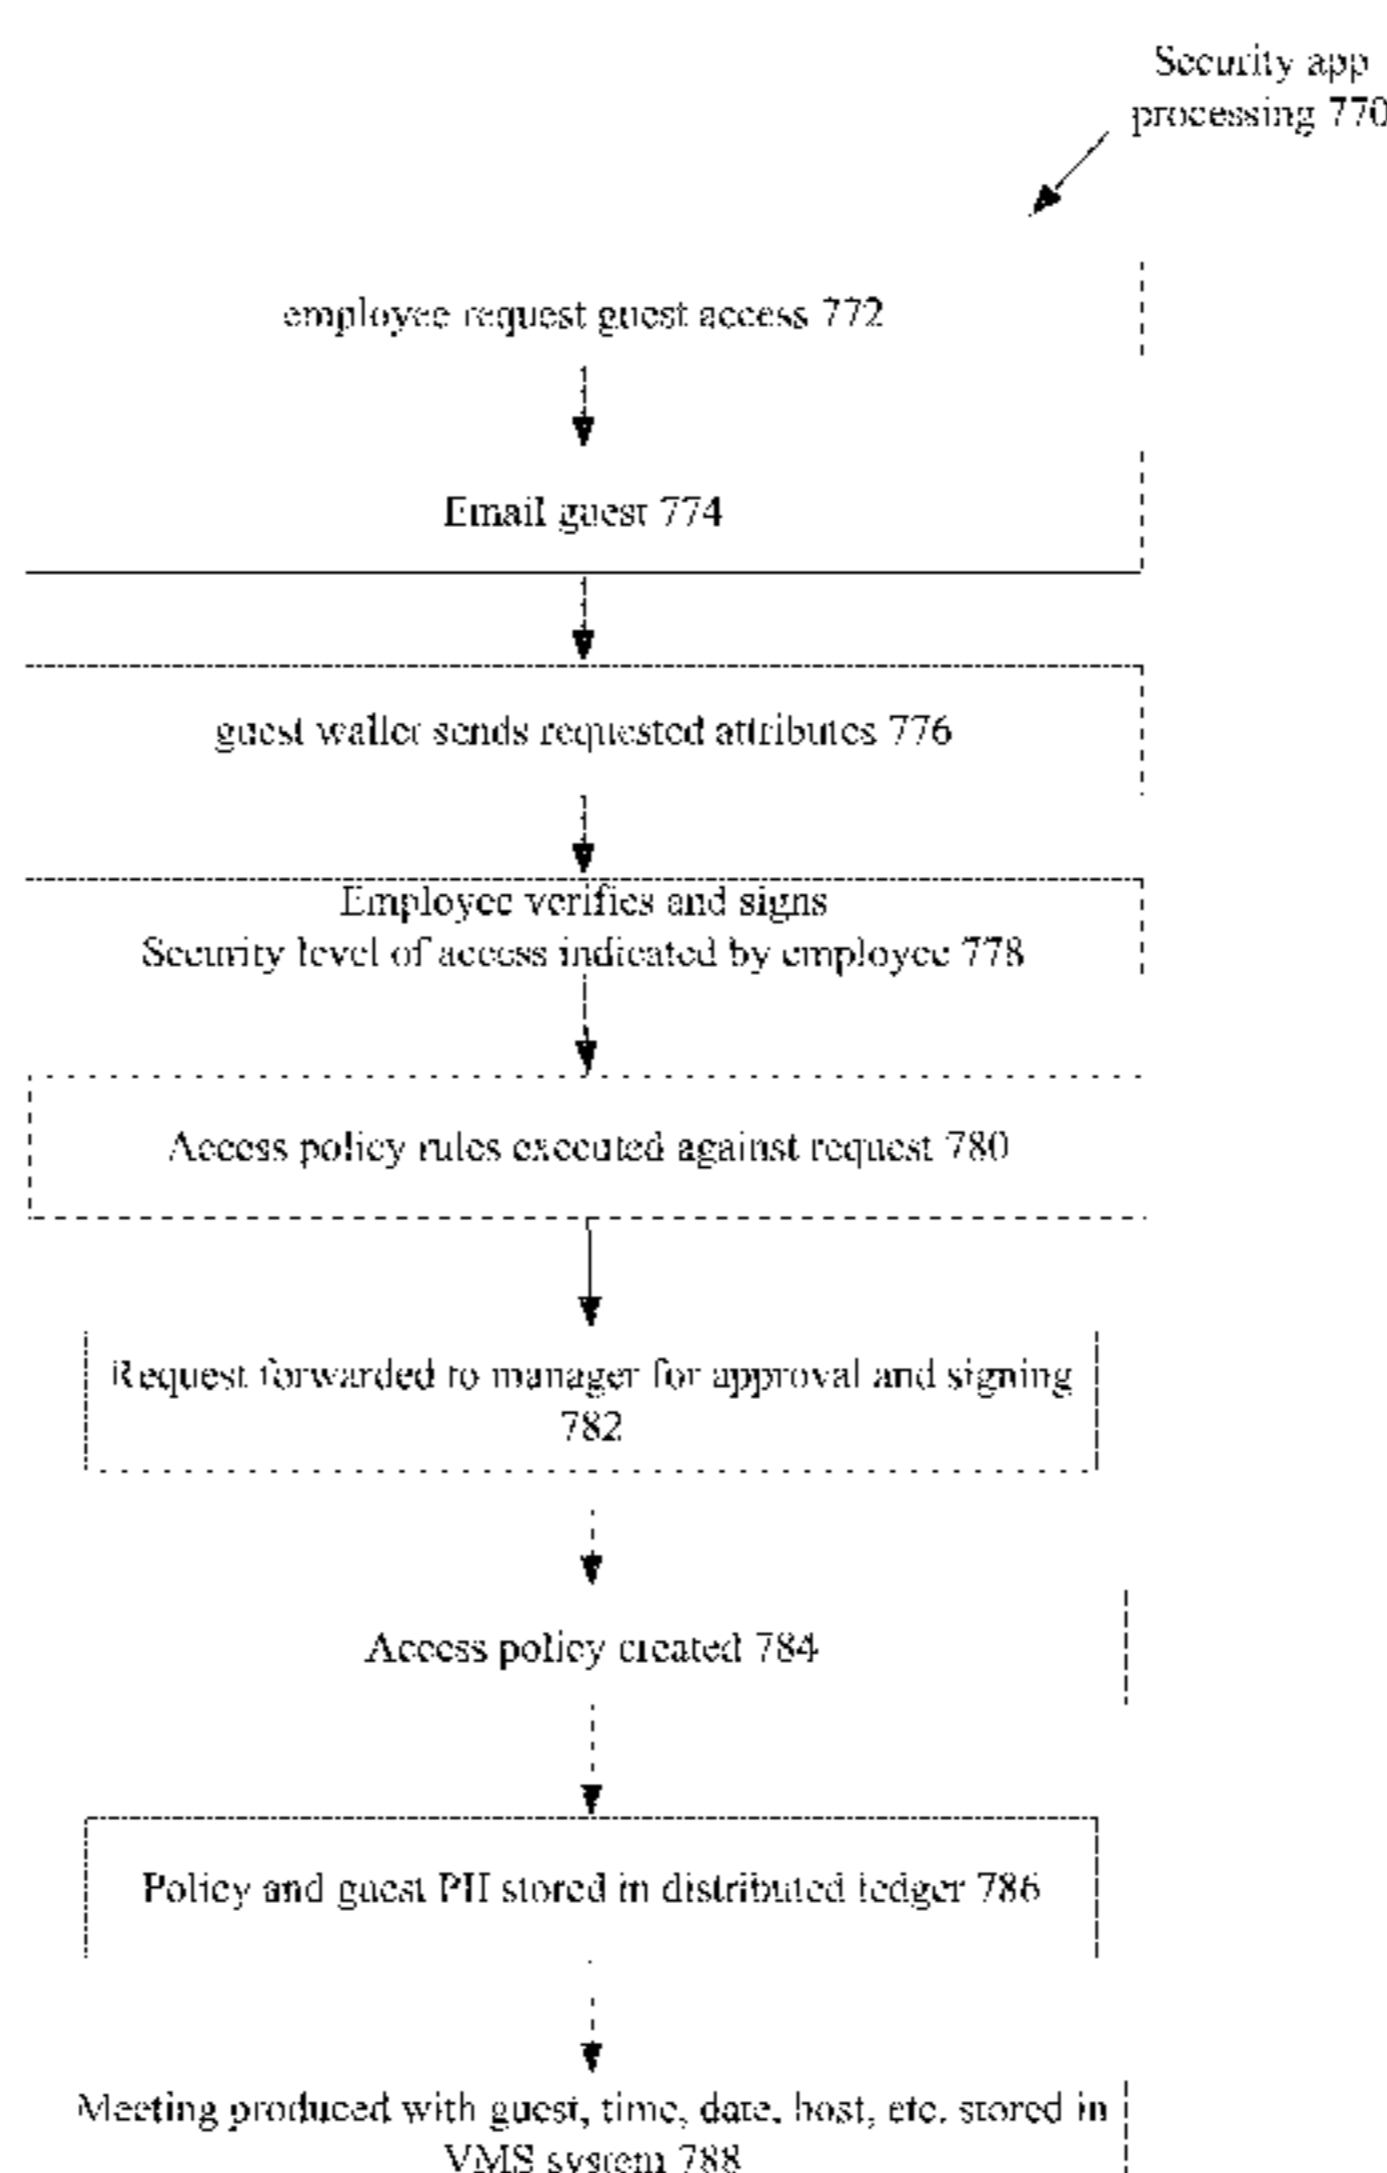 Security app
processing 770
employee request guest access 772
Email guest 774
guest wallet sends requested attributes 776
Employee verifies and signs
Security level of access indicated by employee 778
Access policy rules executed against request 780
Request forwarded to manager for approval and signing
782
Access policy created 784
Policy and guest PII stored in distributed ledger 786
Meeting produced with guest, time, date, host, etc. stored in
VMS system 788